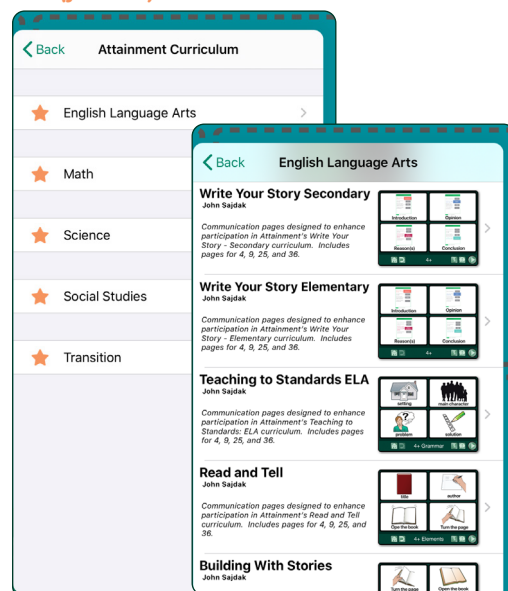 Back
Attainment Curriculum
English Language Arts
Math
Science
Social Studies
Transition
Back
English Language Arts
Write Your Story Secondary
John Sajdak
Communication pages designed to enhance
participation in Attainment's Write Your
Story - Secondary curriculum. Includes
pages for 4, 9, 25, and 36.
Introduction
Opinion
Reason(s)
Conclusion
4+
Write Your Story Elementary
John Sajdak
Communication pages designed to enhance
participation in Attainment's Write Your
Story - Elementary curriculum. Includes
pages for 4, 9, 25, and 36.
Introduction
Opinion
Reason(s)
Conclusion
4+
Teaching to Standards ELA
John Sajdak
Communication pages designed to enhance
participation in Attainment's Teaching to
Standards: ELA curriculum. Includes pages
for 4, 9, 25, and 36.
setting
main character
problem
solution
4+ Grammar
Read and Tell
John Sajdak
Communication pages designed to enhance
participation in Attainment's Read and Tell
curriculum. Includes pages for 4, 9, 25, and
36.
title
author
Ope the book
Turn the page
4+ Elements
Building With Stories
John Sajdak
Turn the page
Open the book